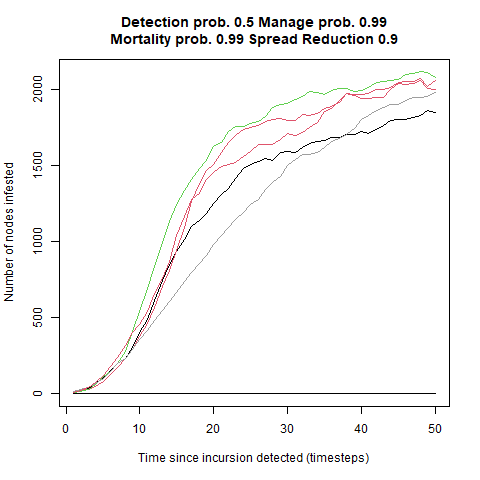 Detection prob. 0.5 Manage prob. 0.99
Mortality prob. 0.99 Spread Reduction 0.9
Number of nodes infested
2000
1500
1000
500
0
0 10 20 30 40 50
Time since incursion detected (timesteps)